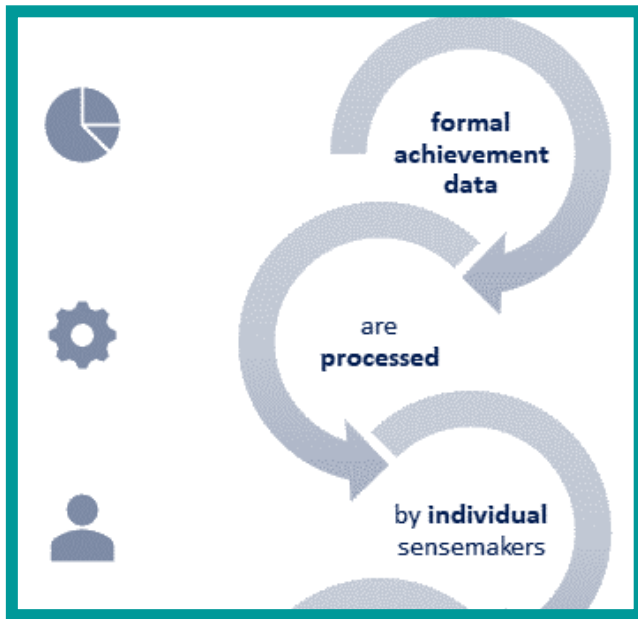 formal
achievement
data
are
processed
by individual
sensemakers